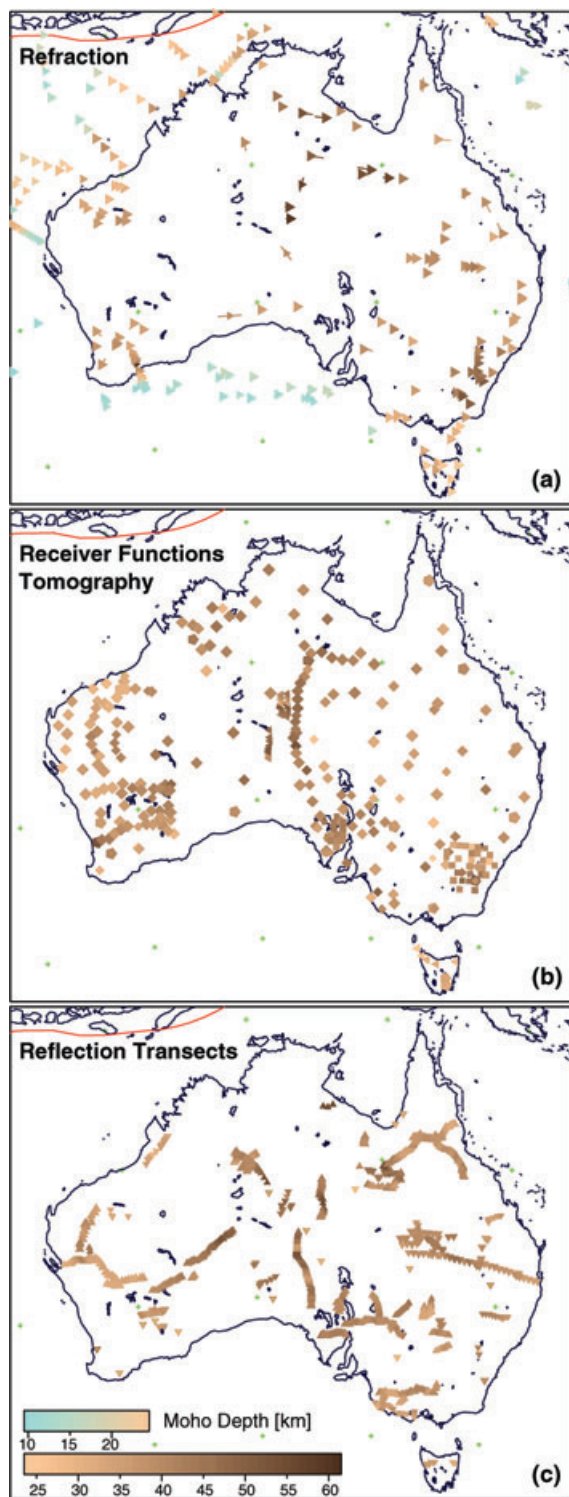 Refraction
(a)
Receiver Functions
Tomography
(b)
Reflection Transects
Moho Depth [km]
10 15 20
25 30 35 40 45 50 55 60
(c)